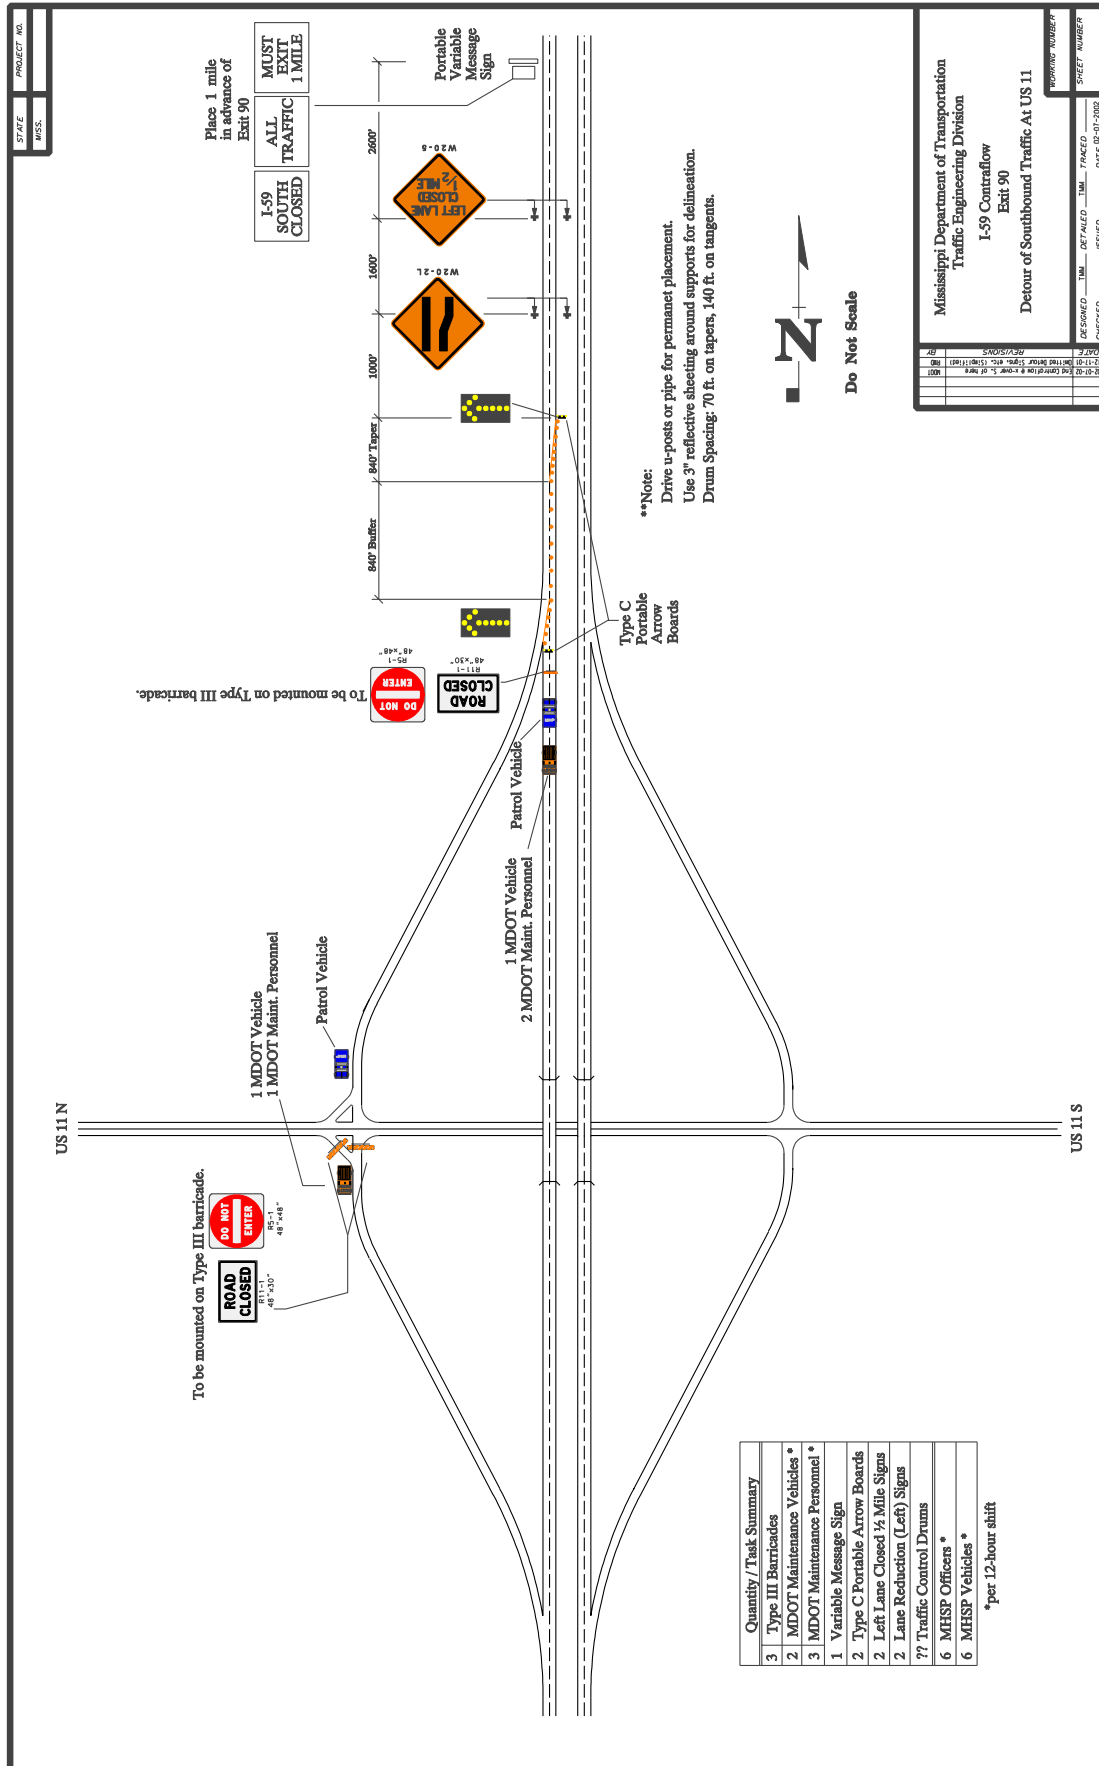 STATE
PROJECT NO.
MISS.
Place 1 mile
in advance of
Exit 90
I-59
SOUTH
CLOSED
ALL
TRAFFIC
MUST
EXIT
1 MILE
Portable
Variable
Message
Sign
2600'
1600'
1000'
840' Taper
840' Buffer
LEFT LANE
CLOSED
1/2 MILE
W20-5
W20-2L
**Note:
Drive u-posts or pipe for permanet placement.
Use 3" reflective sheeting around supports for delineation.
Drum Spacing: 70 ft. on tapers, 140 ft. on tangents.
N
Do Not Scale
Type C
Portable
Arrow
Boards
To be mounted on Type III barricade.
DO NOT
ENTER
R5-1
48"x48"
ROAD
CLOSED
R11-1
48"x30"
Patrol Vehicle
1 MDOT Vehicle
2 MDOT Maint. Personnel
1 MDOT Vehicle
1 MDOT Maint. Personnel
Patrol Vehicle
US 11 N
US 11 S
To be mounted on Type III barricade.
DO NOT
ENTER
R5-1
48"x48"
ROAD
CLOSED
R11-1
48"x30"
Quantity / Task Summary
3 Type III Barricades
2 MDOT Maintenance Vehicles *
3 MDOT Maintenance Personnel *
1 Variable Message Sign
2 Type C Portable Arrow Boards
2 Left Lane Closed ½ Mile Signs
2 Lane Reduction (Left) Signs
?? Traffic Control Drums
6 MHSP Officers *
6 MHSP Vehicles *
*per 12-hour shift
Mississippi Department of Transportation
Traffic Engineering Division
I-59 Contraflow
Exit 90
Detour of Southbound Traffic At US 11
WORKING NUMBER
SHEET NUMBER
DESIGNED TMM DETAILED TMM TRACED
DATE 02-07-2002
DATE
REVISIONS
BY